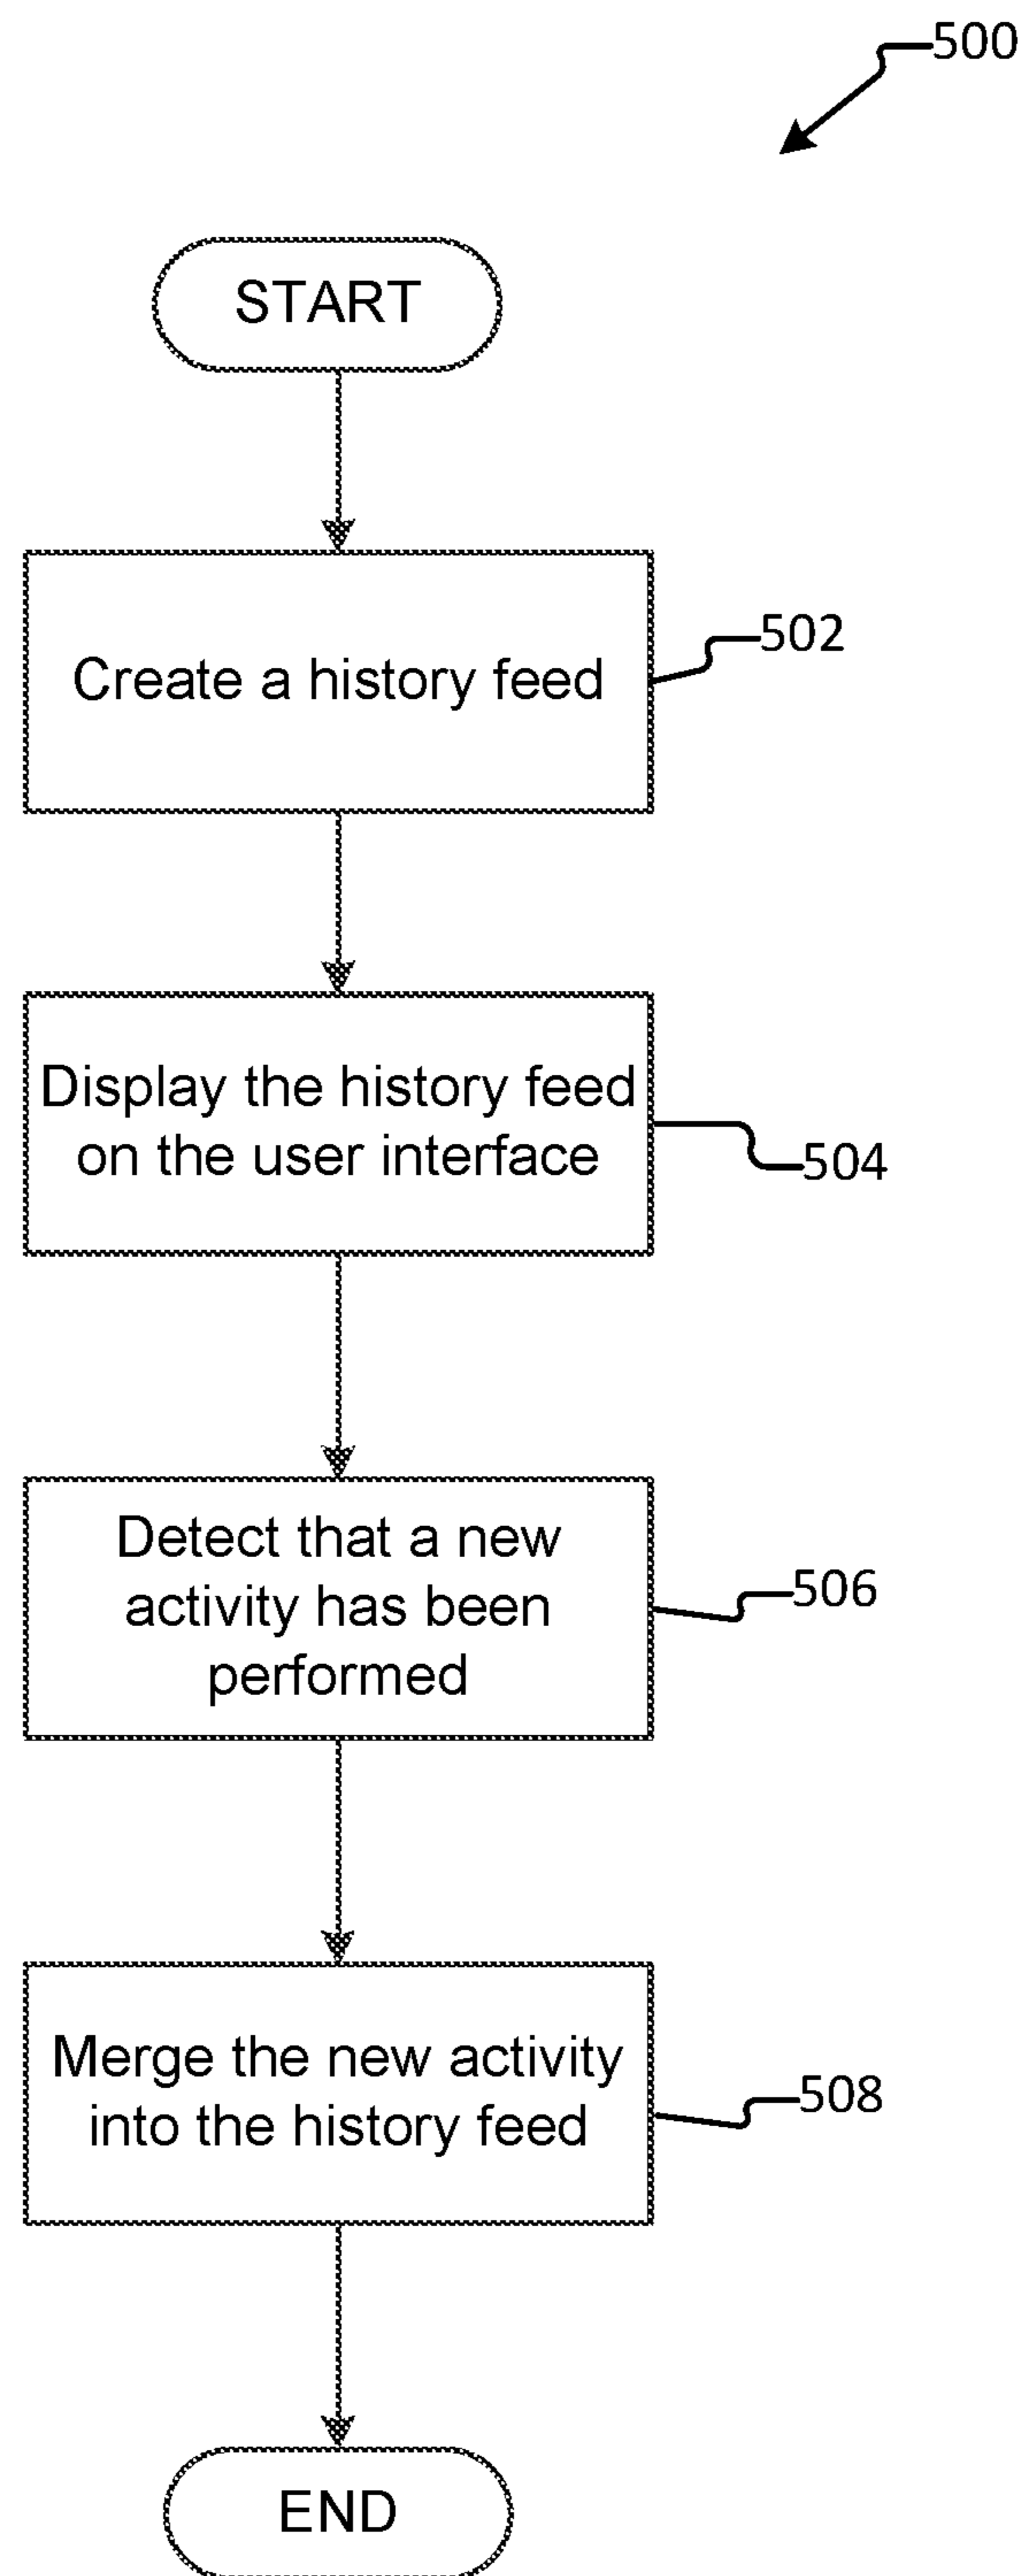 500
START
Create a history feed
502
Display the history feed
on the user interface
504
Detect that a new
activity has been
performed
506
Merge the new activity
into the history feed
508
END